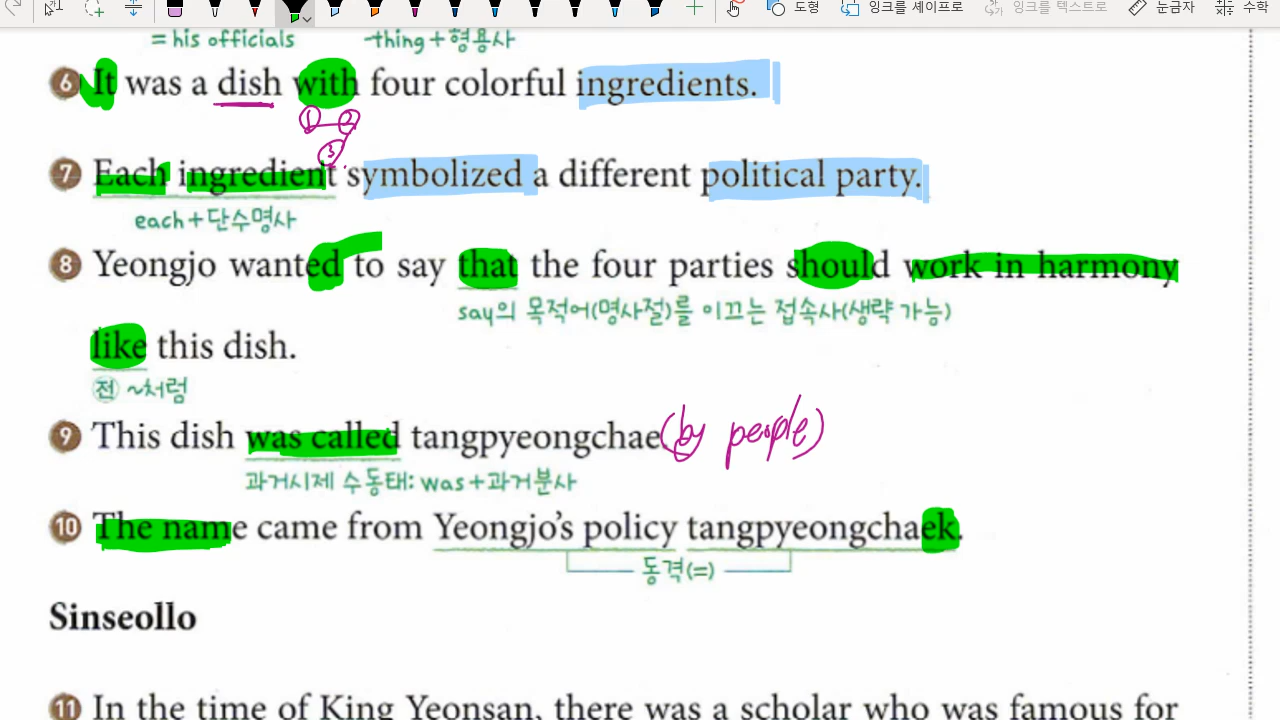 도형 잉크를 셰이프로 잉크를 텍스트로 눈금자 수학
= his officials -thing+형용사
6 It was a dish with four colorful ingredients.
1 2
3
7 Each ingredient symbolized a different political party.
each+단수명사
8 Yeongjo wanted to say that the four parties should work in harmony
say의 목적어(명사절)를 이끄는 접속사(생략 가능)
like this dish.
전 ~처럼
9 This dish was called tangpyeongchae (by people)
과거시제 수동태: was+과거분사
10 The name came from Yeongjo's policy tangpyeongchaek.
동격(=)
Sinseollo
11 In the time of King Yeonsan, there was a scholar who was famous for